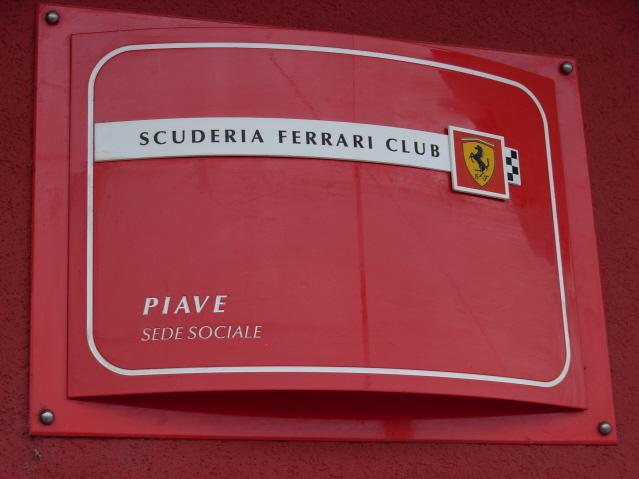 SCUDERIA FERRARI CLUB
S F
PIAVE
SEDE SOCIALE